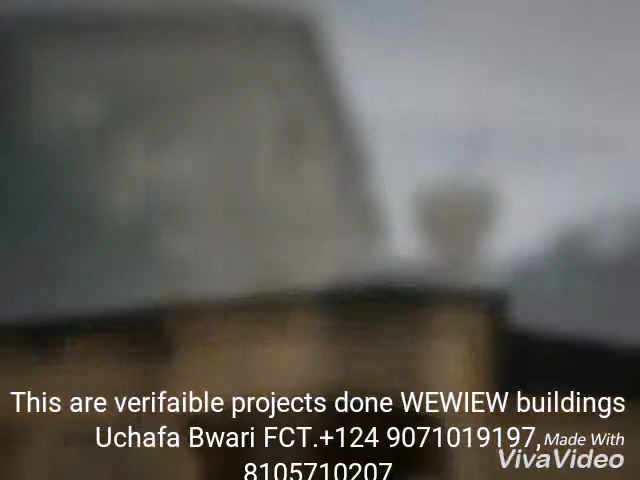 This are verifaible projects done WEWIEW buildings
Uchafa Bwari FCT.+124 9071019197,
8105710207
Made With
VivaVideo